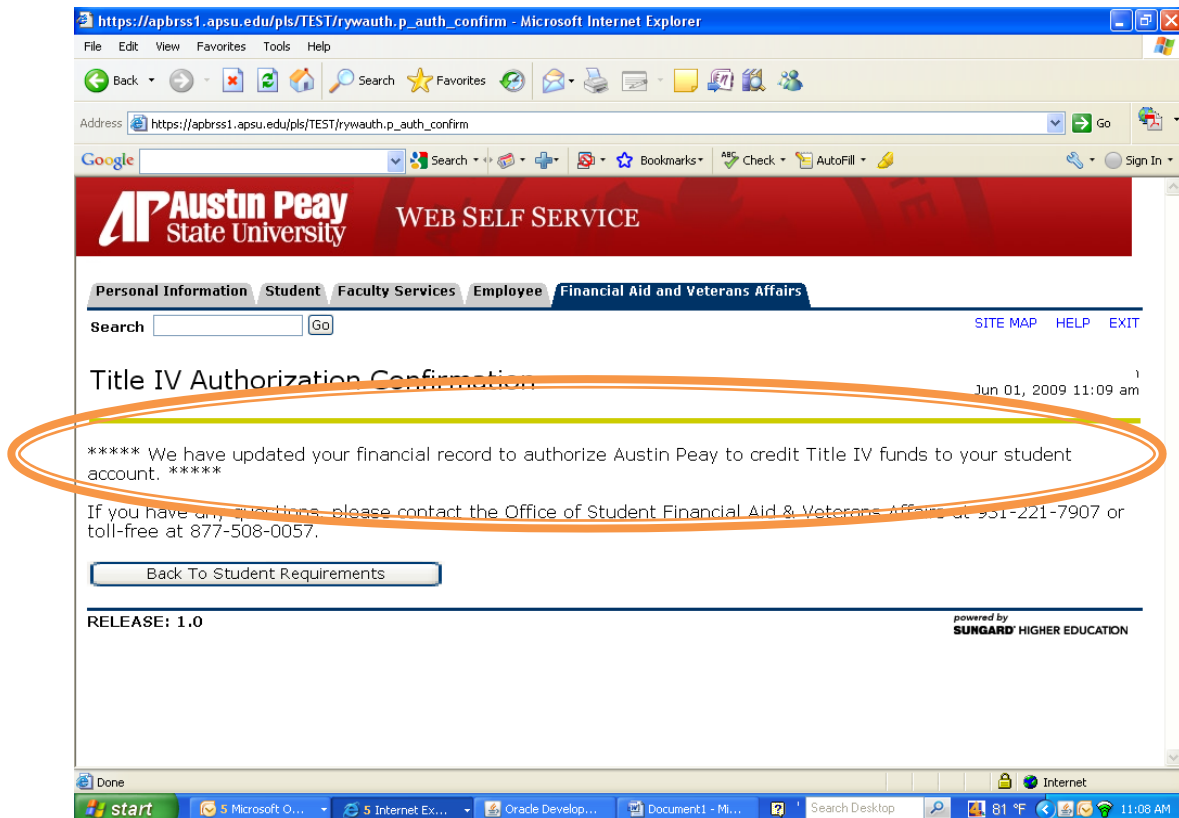 https://apbrss1.apsu.edu/pls/TEST/rywauth.p_auth_confirm - Microsoft Internet Explorer
File Edit View Favorites Tools Help
Back Search Favorites
Address https://apbrss1.apsu.edu/pls/TEST/rywauth.p_auth_confirm Go
Google Search Bookmarks ABC Check AutoFill Sign In
AP Austin Peay State University WEB SELF SERVICE
Personal Information Student Faculty Services Employee Financial Aid and Veterans Affairs
Search Go SITE MAP HELP EXIT
Title IV Authorization Confirmation
Jun 01, 2009 11:09 am
***** We have updated your financial record to authorize Austin Peay to credit Title IV funds to your student
account. *****
If you have any questions, please contact the Office of Student Financial Aid & Veterans Affairs at 931-221-7907 or
toll-free at 877-508-0057.
Back To Student Requirements
RELEASE: 1.0
powered by
SUNGARD HIGHER EDUCATION
Done Internet
start 5 Microsoft O... 5 Internet Ex... Oracle Develop... Document1 - Mi... Search Desktop 81 °F 11:08 AM